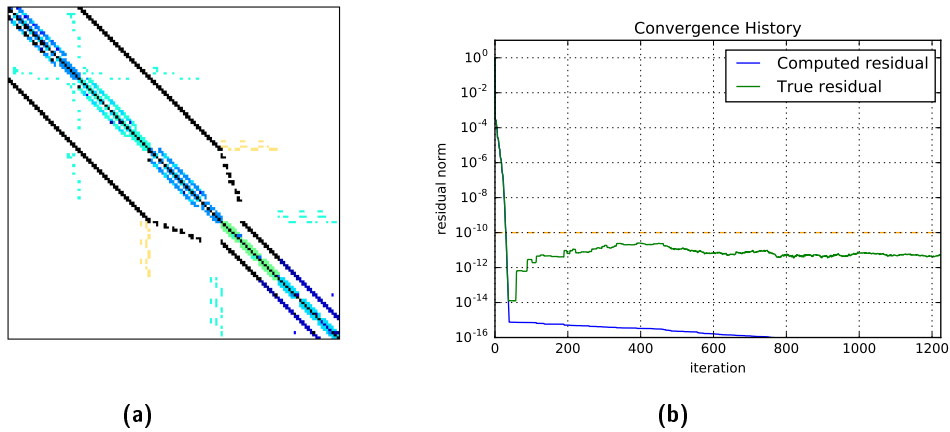 Convergence History
10^0
10^-2
10^-4
10^-6
10^-8
10^-10
10^-12
10^-14
10^-16
residual norm
Computed residual
True residual
0 200 400 600 800 1000 1200
iteration
(a) (b)